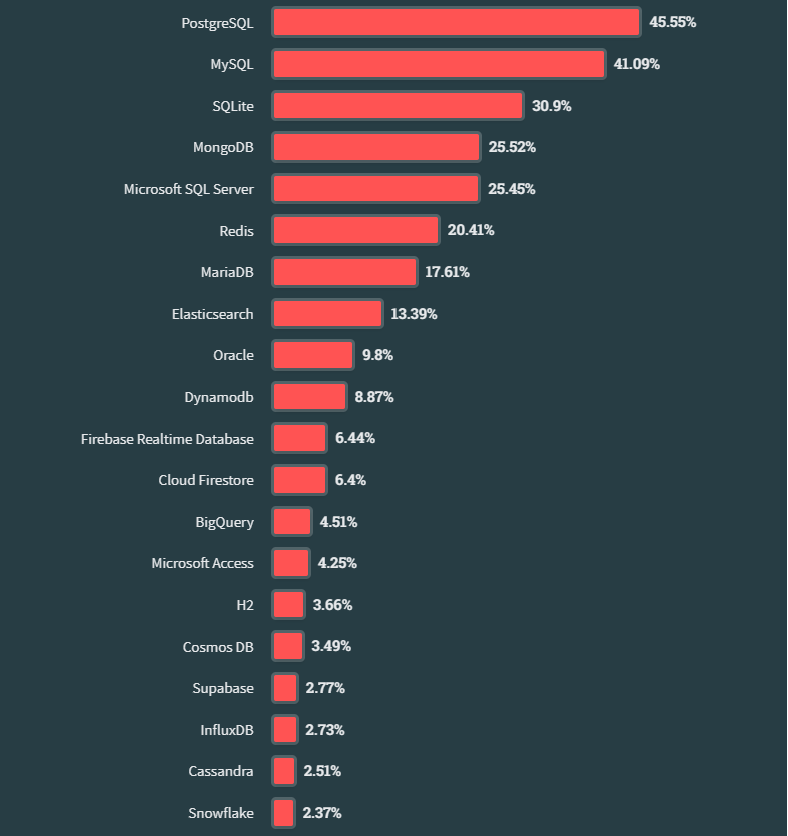 PostgreSQL 45.55%
MySQL 41.09%
SQLite 30.9%
MongoDB 25.52%
Microsoft SQL Server 25.45%
Redis 20.41%
MariaDB 17.61%
Elasticsearch 13.39%
Oracle 9.8%
Dynamodb 8.87%
Firebase Realtime Database 6.44%
Cloud Firestore 6.4%
BigQuery 4.51%
Microsoft Access 4.25%
H2 3.66%
Cosmos DB 3.49%
Supabase 2.77%
InfluxDB 2.73%
Cassandra 2.51%
Snowflake 2.37%